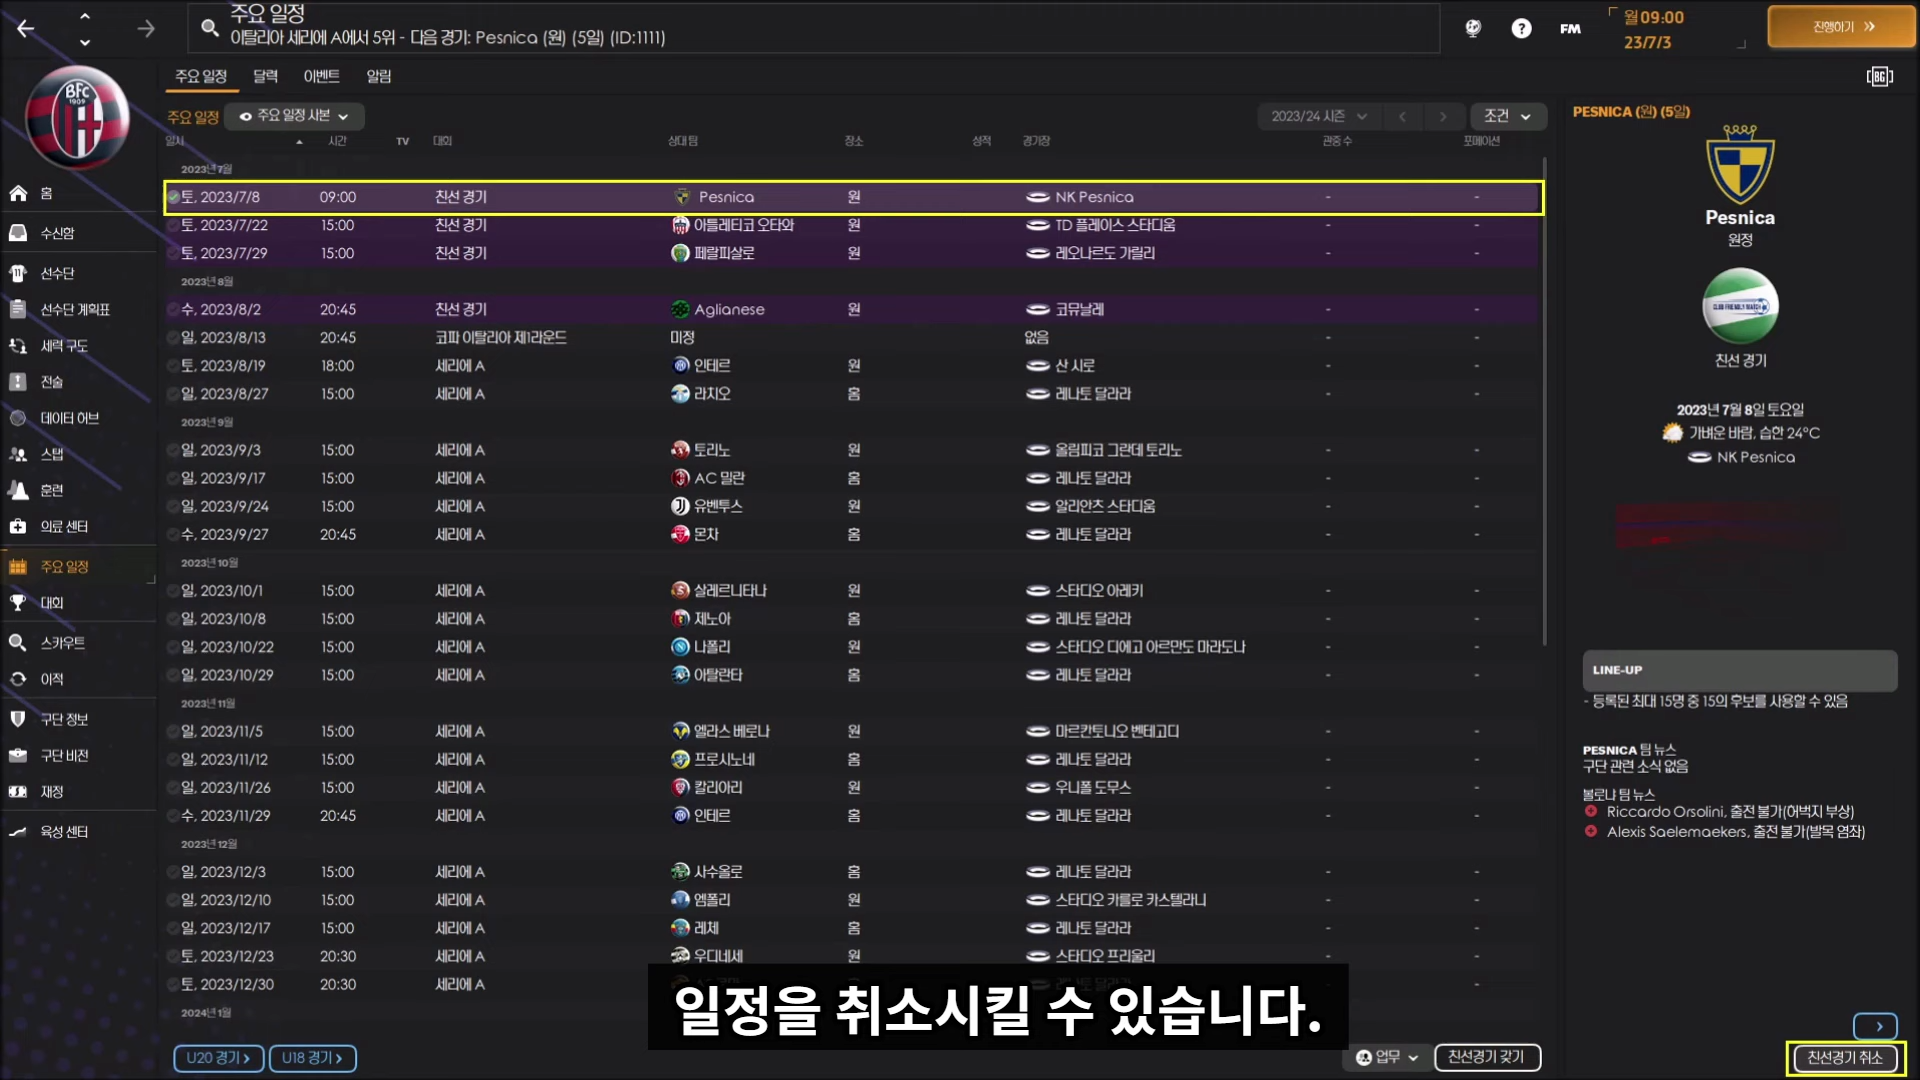 주요 일정
이탈리아 세리에 A에서 5위 - 다음 경기: Pesnica (원) (5일) (ID:1111)
FM
월 09:00
23/7/3
진행하기
BFC
1909
주요 일정 달력 이벤트 알림
BG
주요 일정 주요 일정 사본
2023/24 시즌 조건
일시 시간 TV 대회 상대 팀 장소 성적 경기장 관중 수 포메이션
2023년 7월
토, 2023/7/8 09:00 친선 경기 Pesnica 원 NK Pesnica - -
토, 2023/7/22 15:00 친선 경기 아틀레티코 오타와 원 TD 플레이스 스타디움 - -
토, 2023/7/29 15:00 친선 경기 페랄피살로 원 레오나르도 가릴리 - -
2023년 8월
수, 2023/8/2 20:45 친선 경기 Aglianese 원 코뮤날레 - -
일, 2023/8/13 20:45 코파 이탈리아 제1라운드 미정 없음 - -
토, 2023/8/19 18:00 세리에 A 인테르 원 산 시로 - -
일, 2023/8/27 15:00 세리에 A 라치오 홈 레나토 달라라 - -
2023년 9월
일, 2023/9/3 15:00 세리에 A 토리노 원 올림피코 그란데 토리노 - -
일, 2023/9/17 15:00 세리에 A AC 밀란 홈 레나토 달라라 - -
일, 2023/9/24 15:00 세리에 A 유벤투스 원 알리안츠 스타디움 - -
수, 2023/9/27 20:45 세리에 A 몬차 홈 레나토 달라라 - -
2023년 10월
일, 2023/10/1 15:00 세리에 A 살레르니타나 원 스타디오 아레키 - -
일, 2023/10/8 15:00 세리에 A 제노아 홈 레나토 달라라 - -
일, 2023/10/22 15:00 세리에 A 나폴리 원 스타디오 디에고 아르만도 마라도나 - -
일, 2023/10/29 15:00 세리에 A 아탈란타 홈 레나토 달라라 - -
2023년 11월
일, 2023/11/5 15:00 세리에 A 엘라스 베로나 원 마르칸토니오 벤테고디 - -
일, 2023/11/12 15:00 세리에 A 프로시노네 홈 레나토 달라라 - -
일, 2023/11/26 15:00 세리에 A 칼리아리 원 우니폴 도무스 - -
수, 2023/11/29 20:45 세리에 A 인테르 홈 레나토 달라라 - -
2023년 12월
일, 2023/12/3 15:00 세리에 A 사수올로 홈 레나토 달라라 - -
일, 2023/12/10 15:00 세리에 A 엠폴리 원 스타디오 카를로 카스텔라니 - -
일, 2023/12/17 15:00 세리에 A 레체 홈 레나토 달라라 - -
토, 2023/12/23 20:30 세리에 A 우디네세 원 스타디오 프리울리 - -
토, 2023/12/30 20:30 세리에 A - -
2024년 1월
홈
수신함
선수단
선수단 계획표
세력 구도
전술
데이터 허브
스탭
훈련
의료 센터
주요 일정
대회
스카우트
이적
구단 정보
구단 비전
재정
육성 센터
PESNICA (원) (5일)
Pesnica
원정
CLUB FRIENDLY MATCH
친선 경기
2023년 7월 8일 토요일
가벼운 바람, 습한 24°C
NK Pesnica
LINE-UP
- 등록된 최대 15명 중 15의 후보를 사용할 수 있음
PESNICA 팀 뉴스
구단 관련 소식 없음
볼로냐 팀 뉴스
Riccardo Orsolini, 출전 불가(허벅지 부상)
Alexis Saelemaekers, 출전 불가(발목 염좌)
일정을 취소시킬 수 있습니다.
U20 경기 U18 경기 업무 친선경기 갖기 친선경기 취소